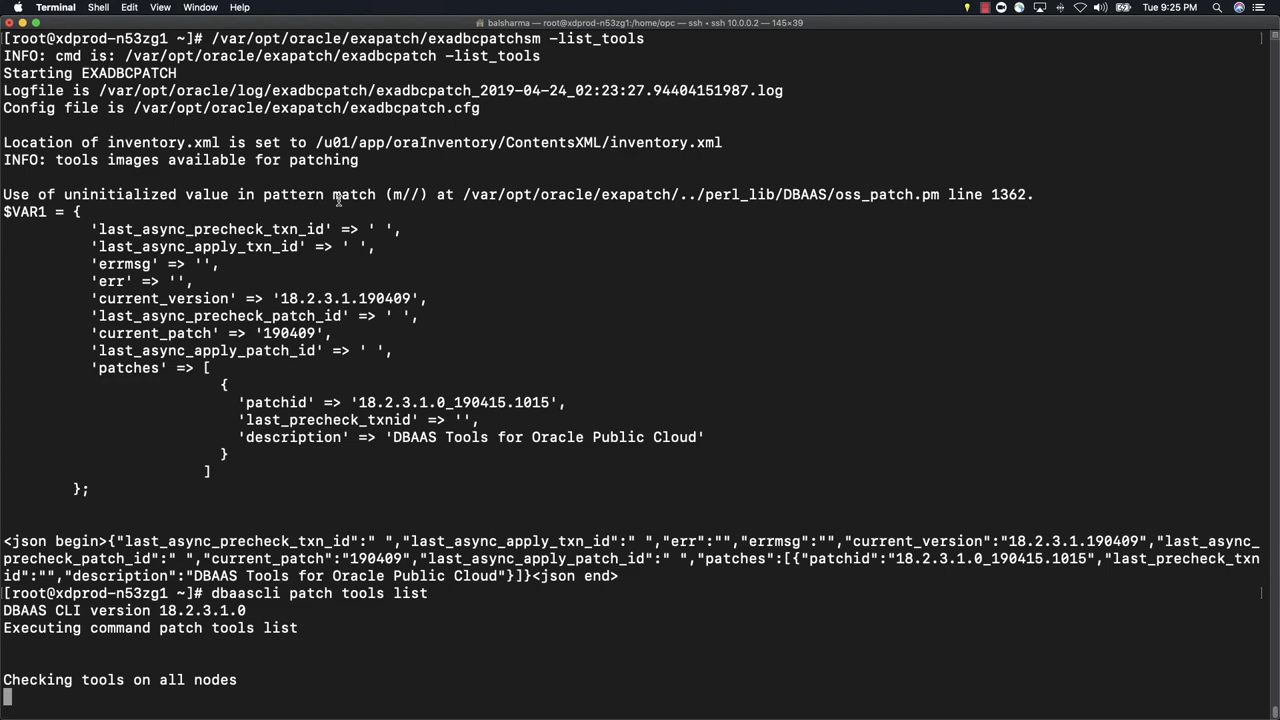 Terminal Shell Edit View Window Help Tue 9:25 PM
balsharma — root@xdprod-n53zg1:/home/opc — ssh • ssh 10.0.0.2 — 145×39
[root@xdprod-n53zg1 ~]# /var/opt/oracle/exapatch/exadbcpatchsm -list_tools
INFO: cmd is: /var/opt/oracle/exapatch/exadbcpatch -list_tools
Starting EXADBCPATCH
Logfile is /var/opt/oracle/log/exadbcpatch/exadbcpatch_2019-04-24_02:23:27.94404151987.log
Config file is /var/opt/oracle/exapatch/exadbcpatch.cfg
Location of inventory.xml is set to /u01/app/oraInventory/ContentsXML/inventory.xml
INFO: tools images available for patching
Use of uninitialized value in pattern match (m//) at /var/opt/oracle/exapatch/../perl_lib/DBAAS/oss_patch.pm line 1362.
$VAR1 = {
'last_async_precheck_txn_id' => ' ',
'last_async_apply_txn_id' => ' ',
'errmsg' => '',
'err' => '',
'current_version' => '18.2.3.1.190409',
'last_async_precheck_patch_id' => ' ',
'current_patch' => '190409',
'last_async_apply_patch_id' => ' ',
'patches' => [
{
'patchid' => '18.2.3.1.0_190415.1015',
'last_precheck_txnid' => '',
'description' => 'DBAAS Tools for Oracle Public Cloud'
}
]
};
<json begin>{"last_async_precheck_txn_id":" ","last_async_apply_txn_id":" ","err":"","errmsg":"","current_version":"18.2.3.1.190409","last_async_
precheck_patch_id":" ","current_patch":"190409","last_async_apply_patch_id":" ","patches":[{"patchid":"18.2.3.1.0_190415.1015","last_precheck_txn
id":"","description":"DBAAS Tools for Oracle Public Cloud"}]}<json end>
[root@xdprod-n53zg1 ~]# dbaascli patch tools list
DBAAS CLI version 18.2.3.1.0
Executing command patch tools list
Checking tools on all nodes